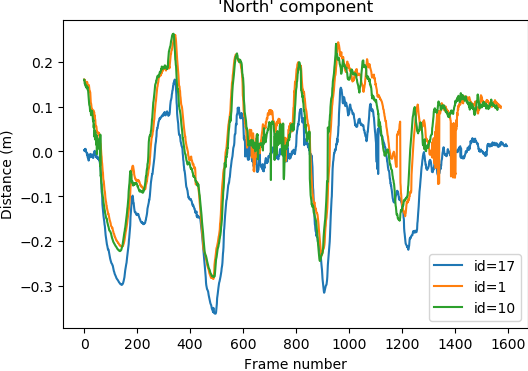 'North' component
Distance (m)
0.2
0.1
0.0
−0.1
−0.2
−0.3
0 200 400 600 800 1000 1200 1400 1600
Frame number
id=17
id=1
id=10